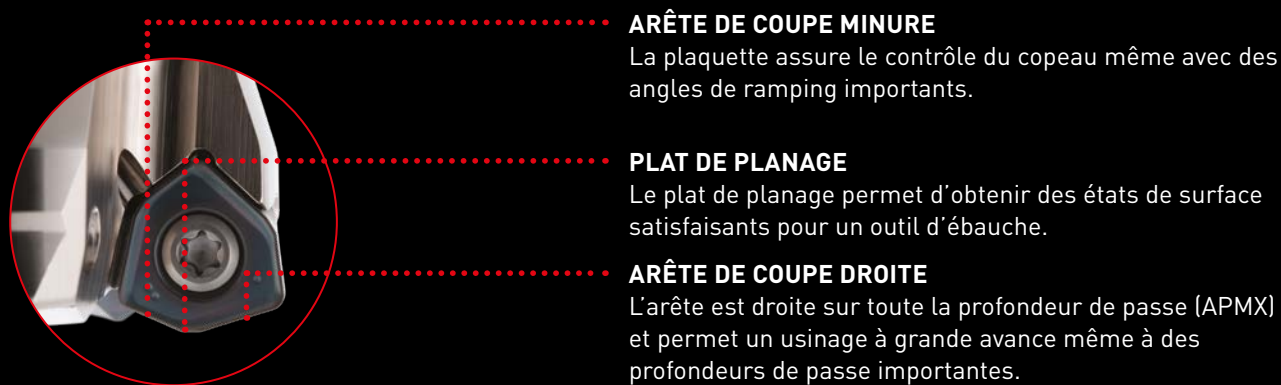 ARÊTE DE COUPE MINURE
La plaquette assure le contrôle du copeau même avec des
angles de ramping importants.
PLAT DE PLANAGE
Le plat de planage permet d'obtenir des états de surface
satisfaisants pour un outil d'ébauche.
ARÊTE DE COUPE DROITE
L'arête est droite sur toute la profondeur de passe (APMX)
et permet un usinage à grande avance même à des
profondeurs de passe importantes.